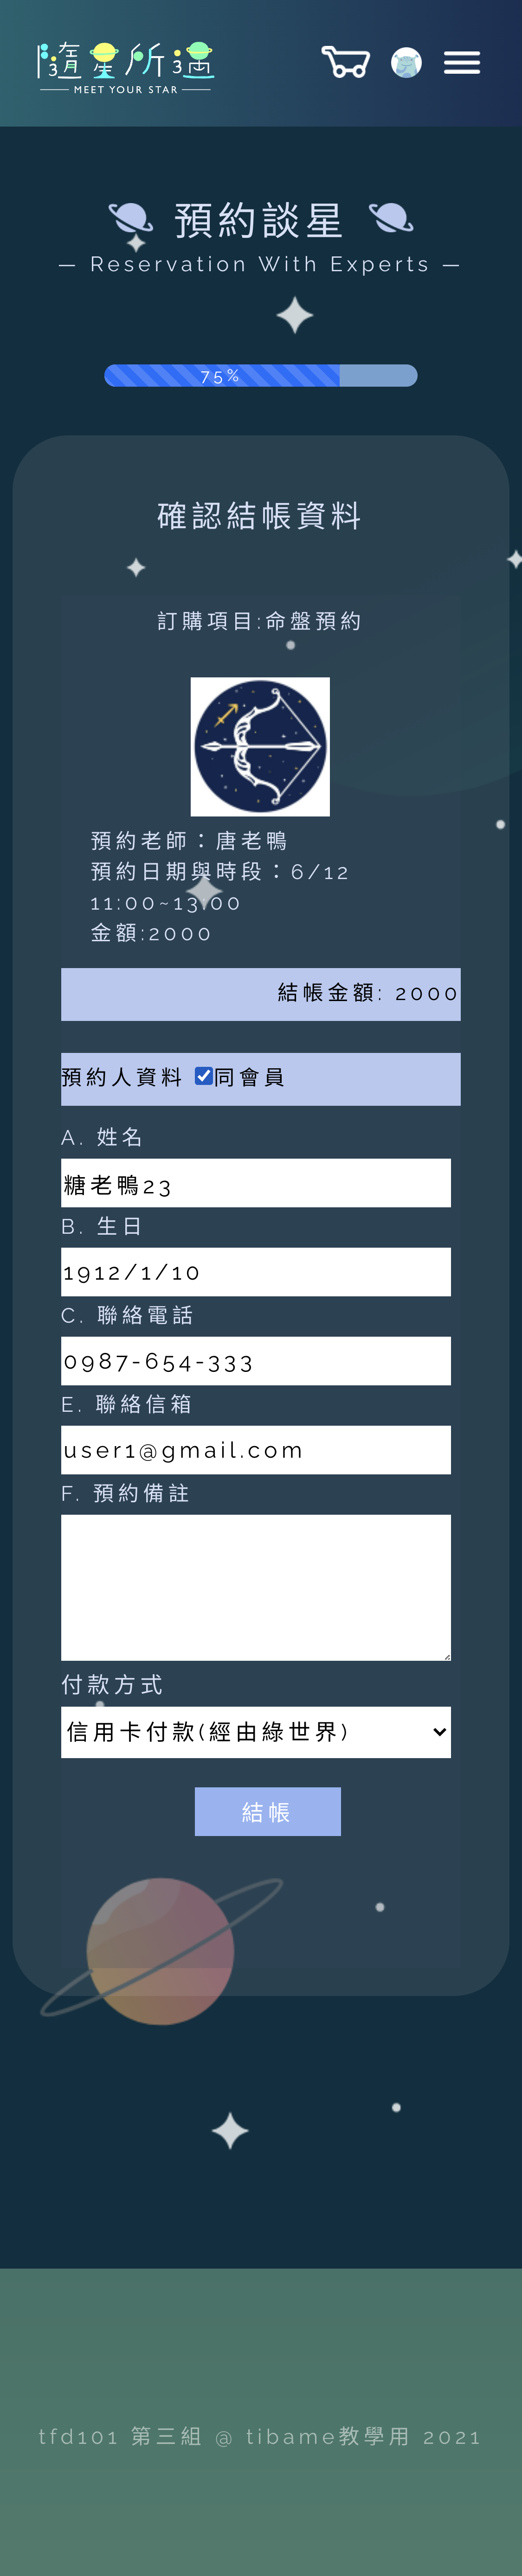 隨星所遇
MEET YOUR STAR
預約談星
— Reservation With Experts —
75%
確認結帳資料
訂購項目:命盤預約
預約老師：唐老鴨
預約日期與時段：6/12
11:00~13:00
金額:2000
結帳金額: 2000
預約人資料 同會員
A. 姓名
糖老鴨23
B. 生日
1912/1/10
C. 聯絡電話
0987-654-333
E. 聯絡信箱
user1@gmail.com
F. 預約備註
付款方式
信用卡付款(經由綠世界)
結帳
tfd101 第三組 @ tibame教學用 2021